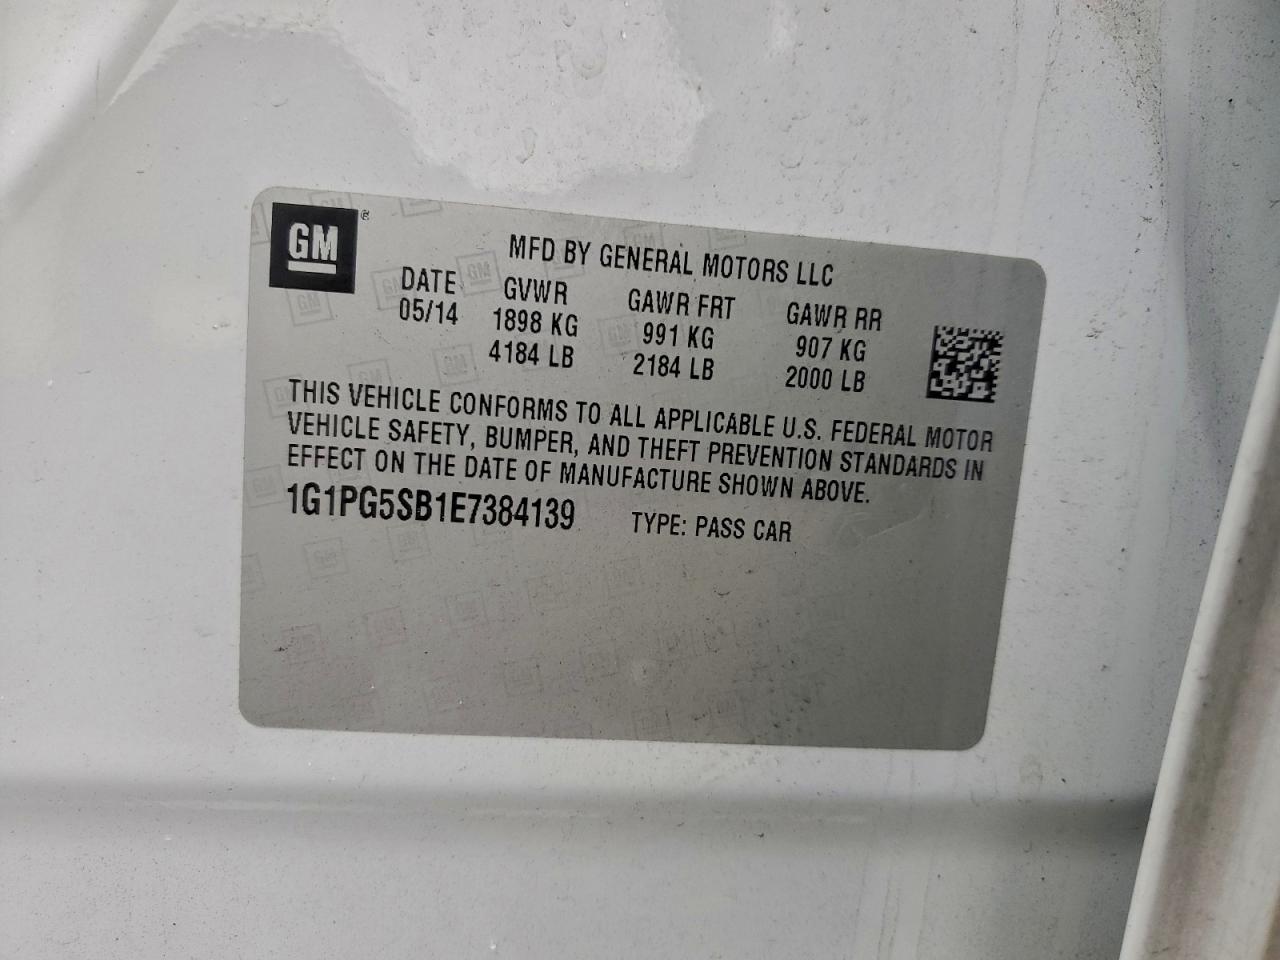 GM ®
MFD BY GENERAL MOTORS LLC
DATE GVWR GAWR FRT GAWR RR
05/14 1898 KG 991 KG 907 KG
4184 LB 2184 LB 2000 LB
THIS VEHICLE CONFORMS TO ALL APPLICABLE U.S. FEDERAL MOTOR
VEHICLE SAFETY, BUMPER, AND THEFT PREVENTION STANDARDS IN
EFFECT ON THE DATE OF MANUFACTURE SHOWN ABOVE.
1G1PG5SB1E7384139 TYPE: PASS CAR